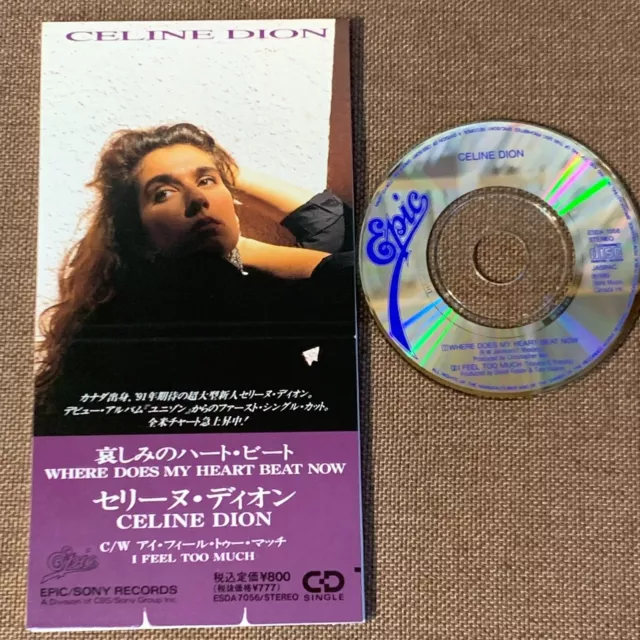 CELINE DION
カナダ出身、'91年期待の超大型新人セリーヌ・ディオン。
デビュー・アルバム「ユニゾン」からのファースト・シングル・カット。
全米チャート急上昇中!
哀しみのハート・ビート
WHERE DOES MY HEART BEAT NOW
セリーヌ・ディオン
CELINE DION
C/W アイ・フィール・トゥー・マッチ
I FEEL TOO MUCH
Epic
EPIC/SONY RECORDS
A Division of CBS/Sony Group Inc.
税込定価¥800
(税抜価格¥777)
ESDA7056/STEREO
CD
SINGLE
Epic
CELINE DION
ESDA 7056
STEREO
disc
①WHERE DOES MY HEART BEAT NOW
②I FEEL TOO MUCH